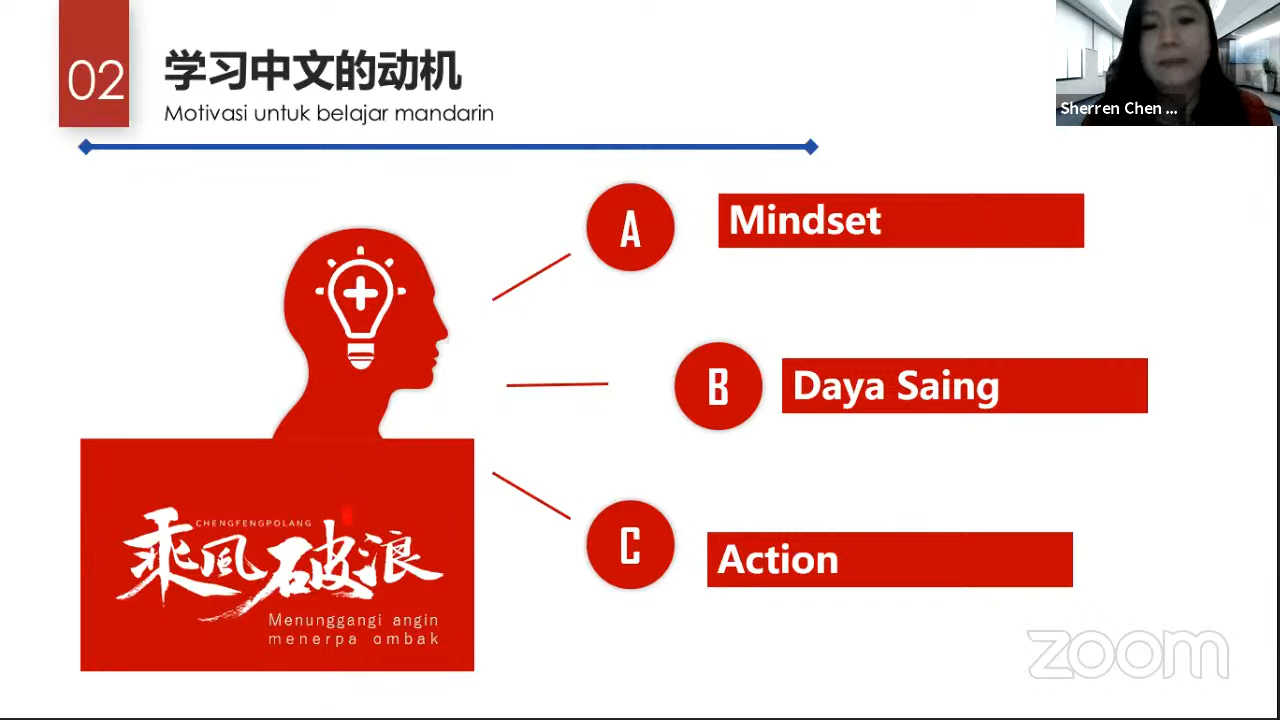 02
学习中文的动机
Motivasi untuk belajar mandarin
Sherren Chen ...
A
Mindset
B
Daya Saing
C
Action
CHENGFENGPOLANG
乘風破浪
Menunggangi angin
menerpa ombak
zoom